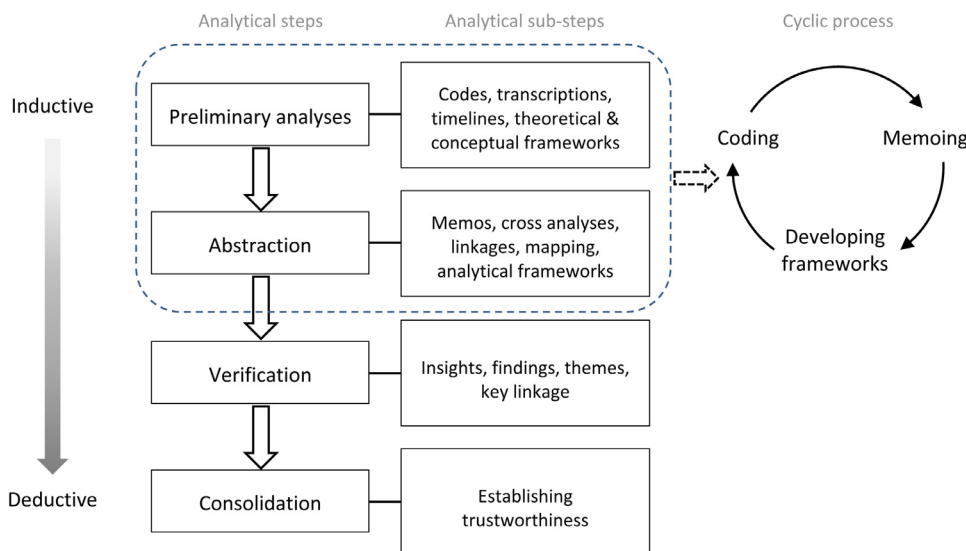 Analytical steps
Analytical sub-steps
Cyclic process
Inductive
Deductive
Preliminary analyses
Codes, transcriptions,
timelines, theoretical &
conceptual frameworks
Abstraction
Memos, cross analyses,
linkages, mapping,
analytical frameworks
Verification
Insights, findings, themes,
key linkage
Consolidation
Establishing
trustworthiness
Coding
Memoing
Developing
frameworks